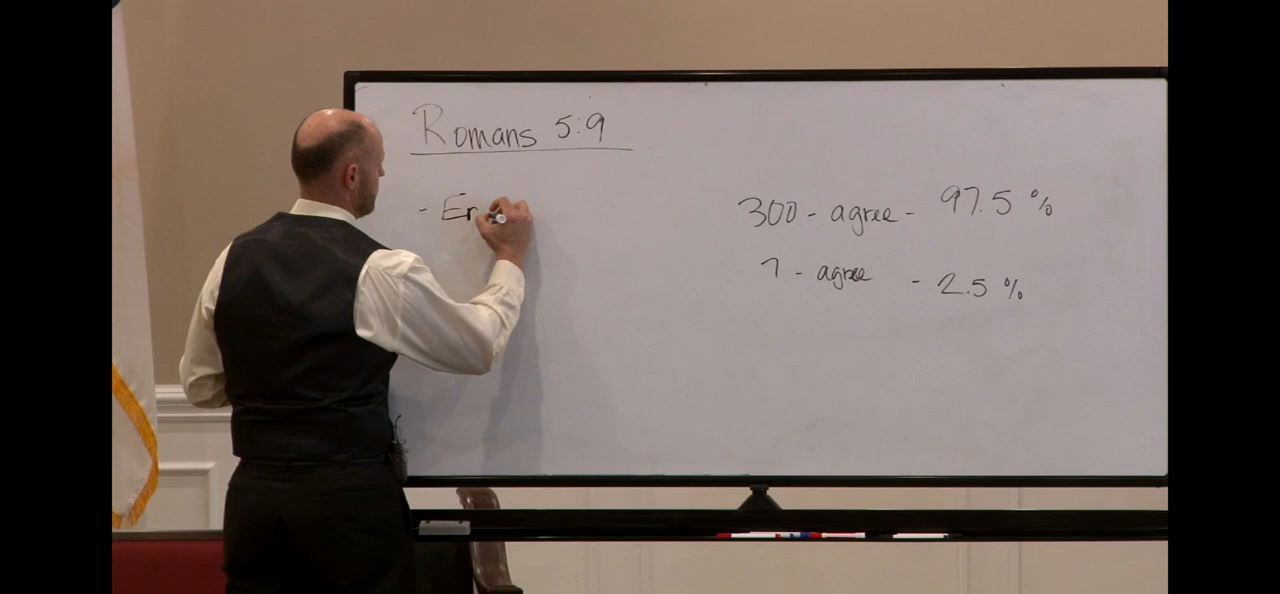 Romans 5:9
- Er
300 - agree - 97.5 %
7 - agree - 2.5 %